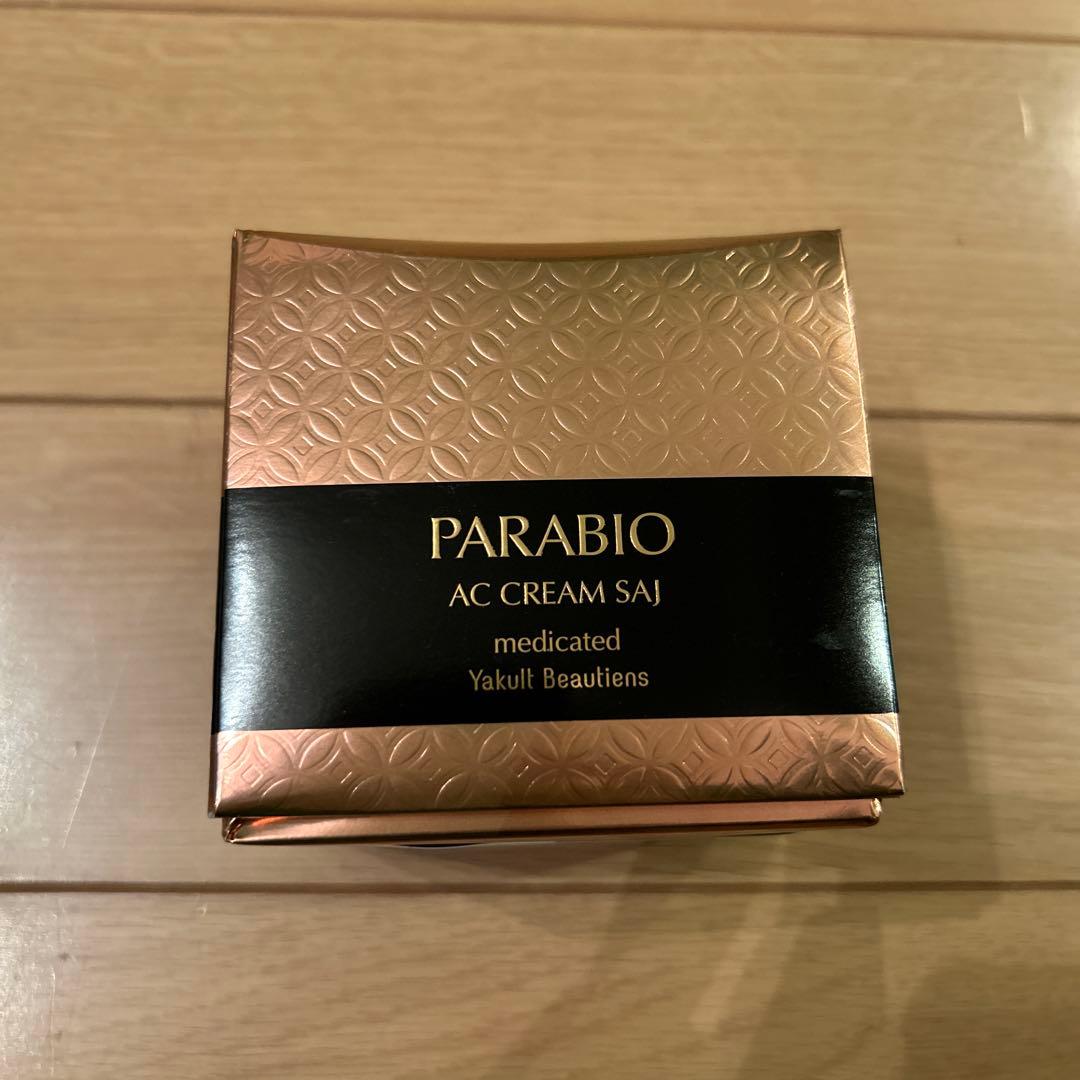 PARABIO
AC CREAM SAJ
medicated
Yakult Beautiens